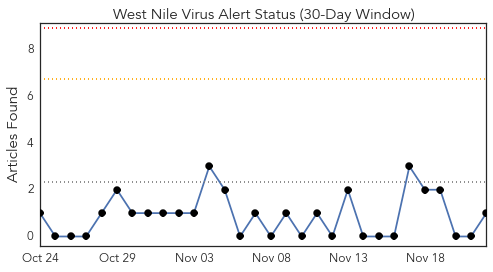 West Nile Virus Alert Status (30-Day Window)
Articles Found
8
6
4
2
0
Oct 24 Oct 29 Nov 03 Nov 08 Nov 13 Nov 18